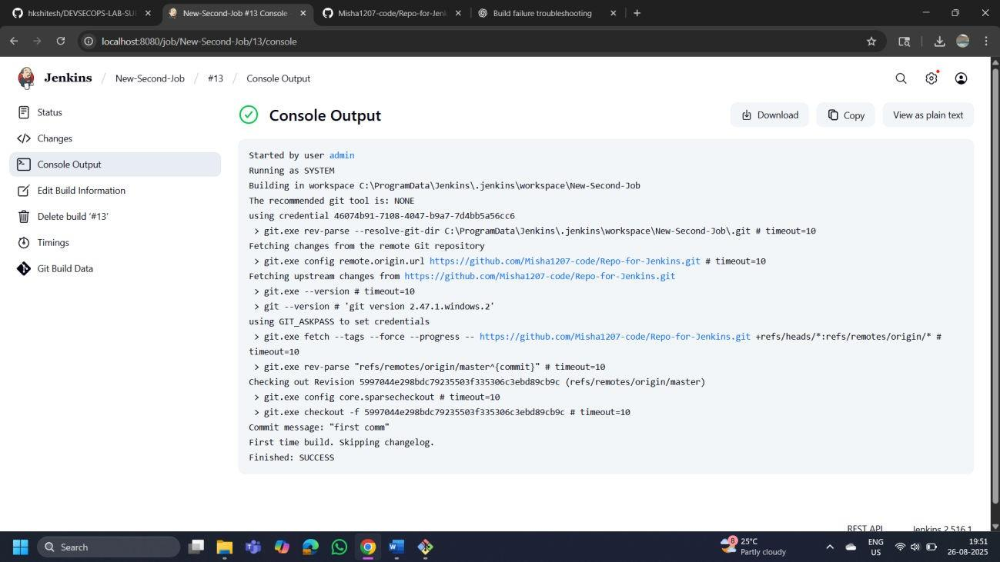 hkshitesh/DEVSECOPS-LAB-SUB
New-Second-Job #13 Console
Misha1207-code/Repo-for-Jenk
Build failure troubleshooting
localhost:8080/job/New-Second-Job/13/console
Jenkins / New-Second-Job / #13 / Console Output
Status
Changes
Console Output
Edit Build Information
Delete build ‘#13’
Timings
Git Build Data
Console Output
Download
Copy
View as plain text
Started by user admin
Running as SYSTEM
Building in workspace C:\ProgramData\Jenkins\.jenkins\workspace\New-Second-Job
The recommended git tool is: NONE
using credential 46074b91-7108-4047-b9a7-7d4bb5a56cc6
> git.exe rev-parse --resolve-git-dir C:\ProgramData\Jenkins\.jenkins\workspace\New-Second-Job\.git # timeout=10
Fetching changes from the remote Git repository
> git.exe config remote.origin.url https://github.com/Misha1207-code/Repo-for-Jenkins.git # timeout=10
Fetching upstream changes from https://github.com/Misha1207-code/Repo-for-Jenkins.git
> git.exe --version # timeout=10
> git --version # 'git version 2.47.1.windows.2'
using GIT_ASKPASS to set credentials
> git.exe fetch --tags --force --progress -- https://github.com/Misha1207-code/Repo-for-Jenkins.git +refs/heads/*:refs/remotes/origin/* #
timeout=10
> git.exe rev-parse "refs/remotes/origin/master^{commit}" # timeout=10
Checking out Revision 5997044e298bdc79235503f335306c3ebd89cb9c (refs/remotes/origin/master)
> git.exe config core.sparsecheckout # timeout=10
> git.exe checkout -f 5997044e298bdc79235503f335306c3ebd89cb9c # timeout=10
Commit message: "first comm"
First time build. Skipping changelog.
Finished: SUCCESS
REST API
Jenkins 2.516.1
Search
8
25°C
Partly cloudy
ENG
US
19:51
26-08-2025